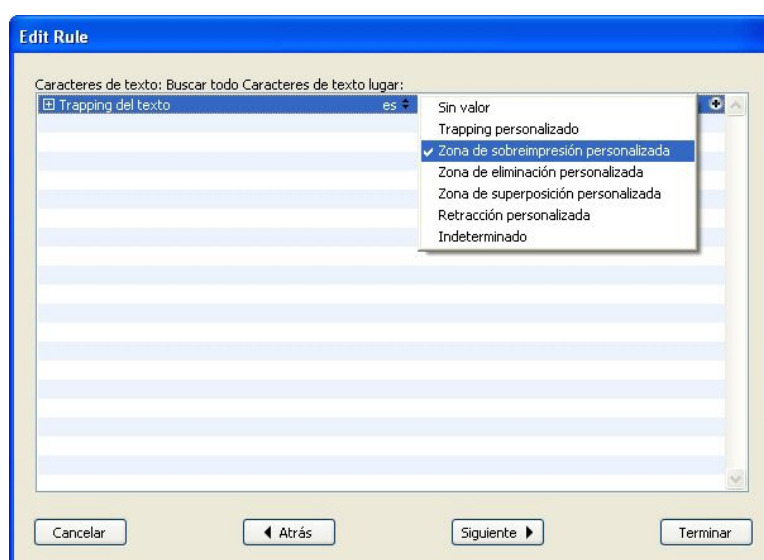 Edit Rule
Caracteres de texto: Buscar todo Caracteres de texto lugar:
Trapping del texto es
Sin valor
Trapping personalizado
Zona de sobreimpresión personalizada
Zona de eliminación personalizada
Zona de superposición personalizada
Retracción personalizada
Indeterminado
Cancelar Atrás Siguiente Terminar